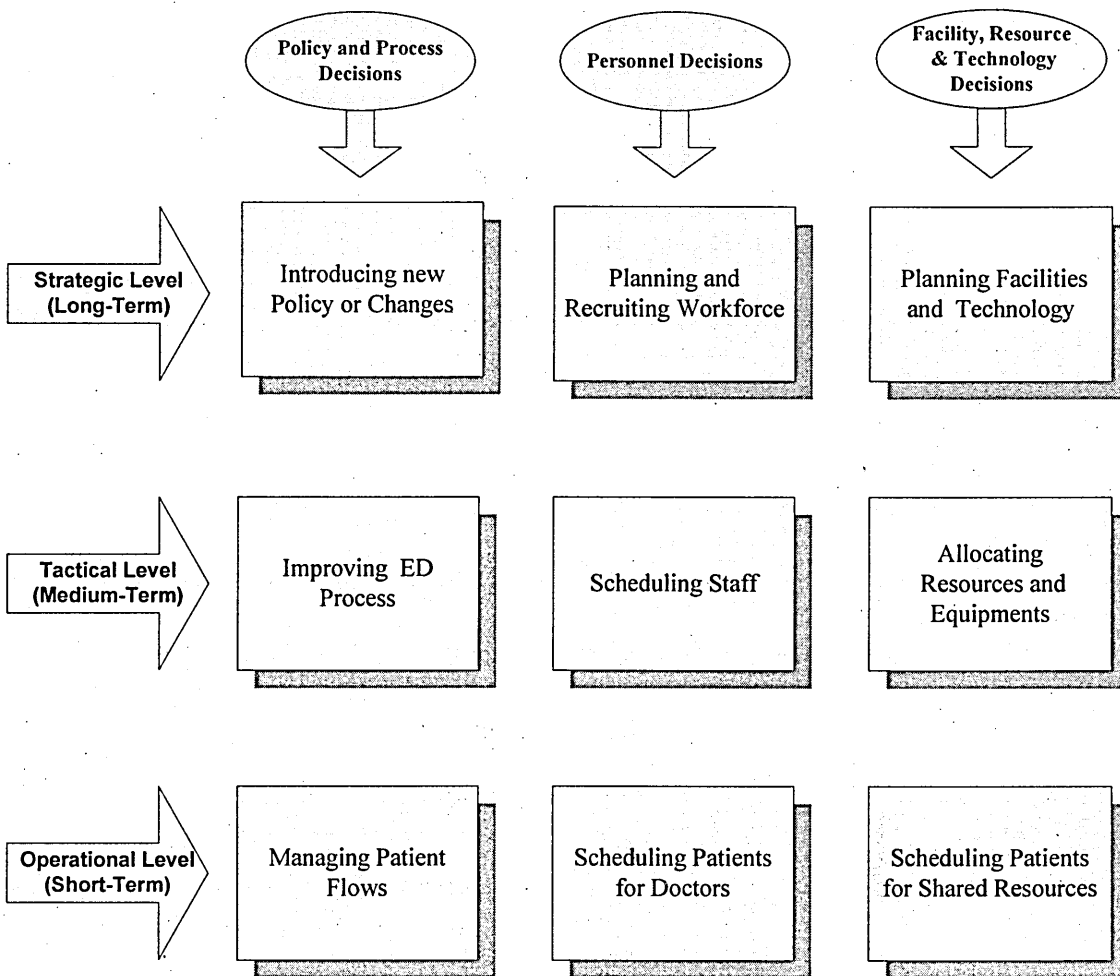 Policy and Process
Decisions
Personnel Decisions
Facility, Resource
& Technology
Decisions
Strategic Level
(Long-Term)
Introducing new
Policy or Changes
Planning and
Recruiting Workforce
Planning Facilities
and Technology
Tactical Level
(Medium-Term)
Improving ED
Process
Scheduling Staff
Allocating
Resources and
Equipments
Operational Level
(Short-Term)
Managing Patient
Flows
Scheduling Patients
for Doctors
Scheduling Patients
for Shared Resources